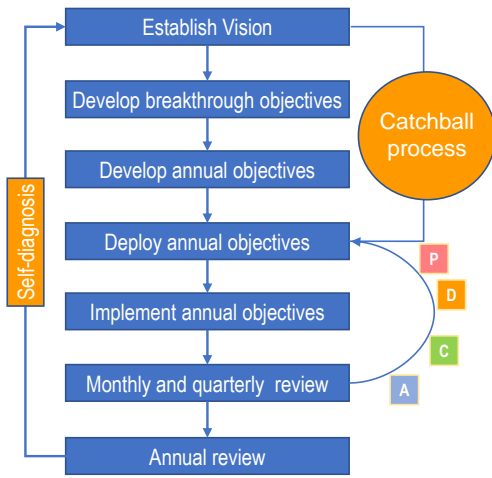 Establish Vision
Develop breakthrough objectives
Catchball
process
Develop annual objectives
Self-diagnosis
Deploy annual objectives
P
D
Implement annual objectives
C
Monthly and quarterly review
A
Annual review